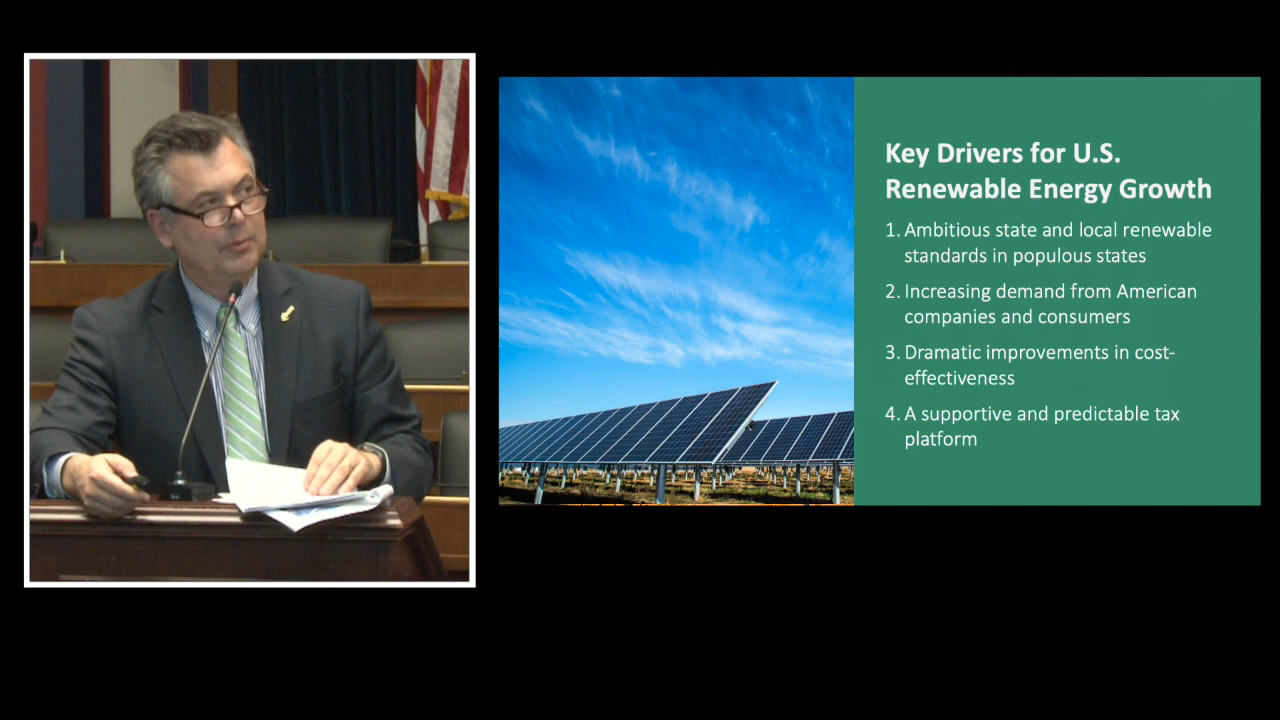 Key Drivers for U.S.
Renewable Energy Growth
1. Ambitious state and local renewable
standards in populous states
2. Increasing demand from American
companies and consumers
3. Dramatic improvements in cost-
effectiveness
4. A supportive and predictable tax
platform